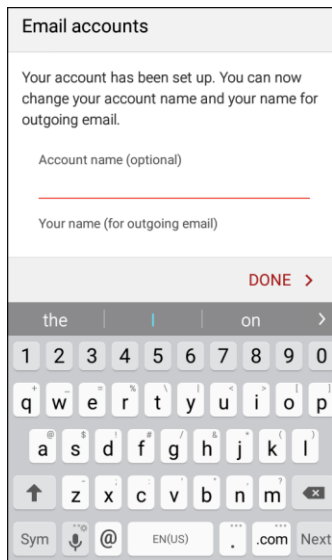 Email accounts
Your account has been set up. You can now
change your account name and your name for
outgoing email.
Account name (optional)
Your name (for outgoing email)
DONE >
the I on >
1 2 3 4 5 6 7 8 9 0
q w e r t y u i o p
a s d f g h j k l
z x c v b n m
Sym @ EN(US) . .com Next